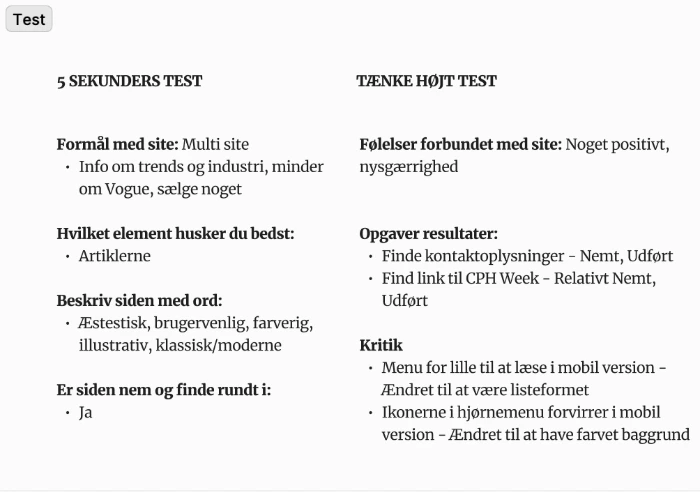 Test
5 SEKUNDERS TEST
Formål med site: Multi site
• Info om trends og industri, minder
om Vogue, sælge noget
Hvilket element husker du bedst:
• Artiklerne
Beskriv siden med ord:
• Æstestisk, brugervenlig, farverig,
illustrativ, klassisk/moderne
Er siden nem og finde rundt i:
• Ja
TÆNKE HØJT TEST
Følelser forbundet med site: Noget positivt,
nysgærrighed
Opgaver resultater:
• Finde kontaktoplysninger - Nemt, Udført
• Find link til CPH Week - Relativt Nemt,
Udført
Kritik
• Menu for lille til at læse i mobil version -
Ændret til at være listeformet
• Ikonerne i hjørnemenu forvirrer i mobil
version - Ændret til at have farvet baggrund